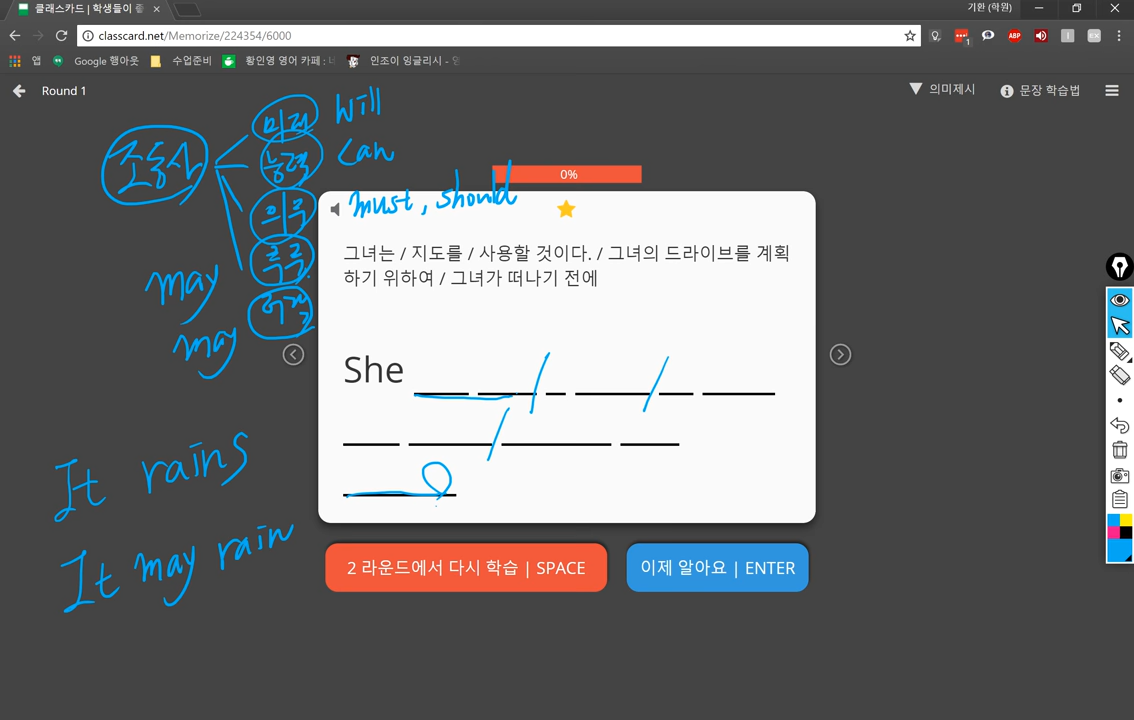 클래스카드 | 학생들이 즐
기환 (학원)
classcard.net/Memorize/224354/6000
1
ABP
앱
Google 행아웃
수업준비
황인영 영어 카페 : 네
인조이 잉글리시 - 영
Round 1
의미제시
문장 학습법
조동사
미래 will
능력 can
의무 must, should
추측
may
허락
may
0%
그녀는 / 지도를 / 사용할 것이다. / 그녀의 드라이브를 계획
하기 위하여 / 그녀가 떠나기 전에
She
It rains
It may rain
2 라운드에서 다시 학습 | SPACE
이제 알아요 | ENTER